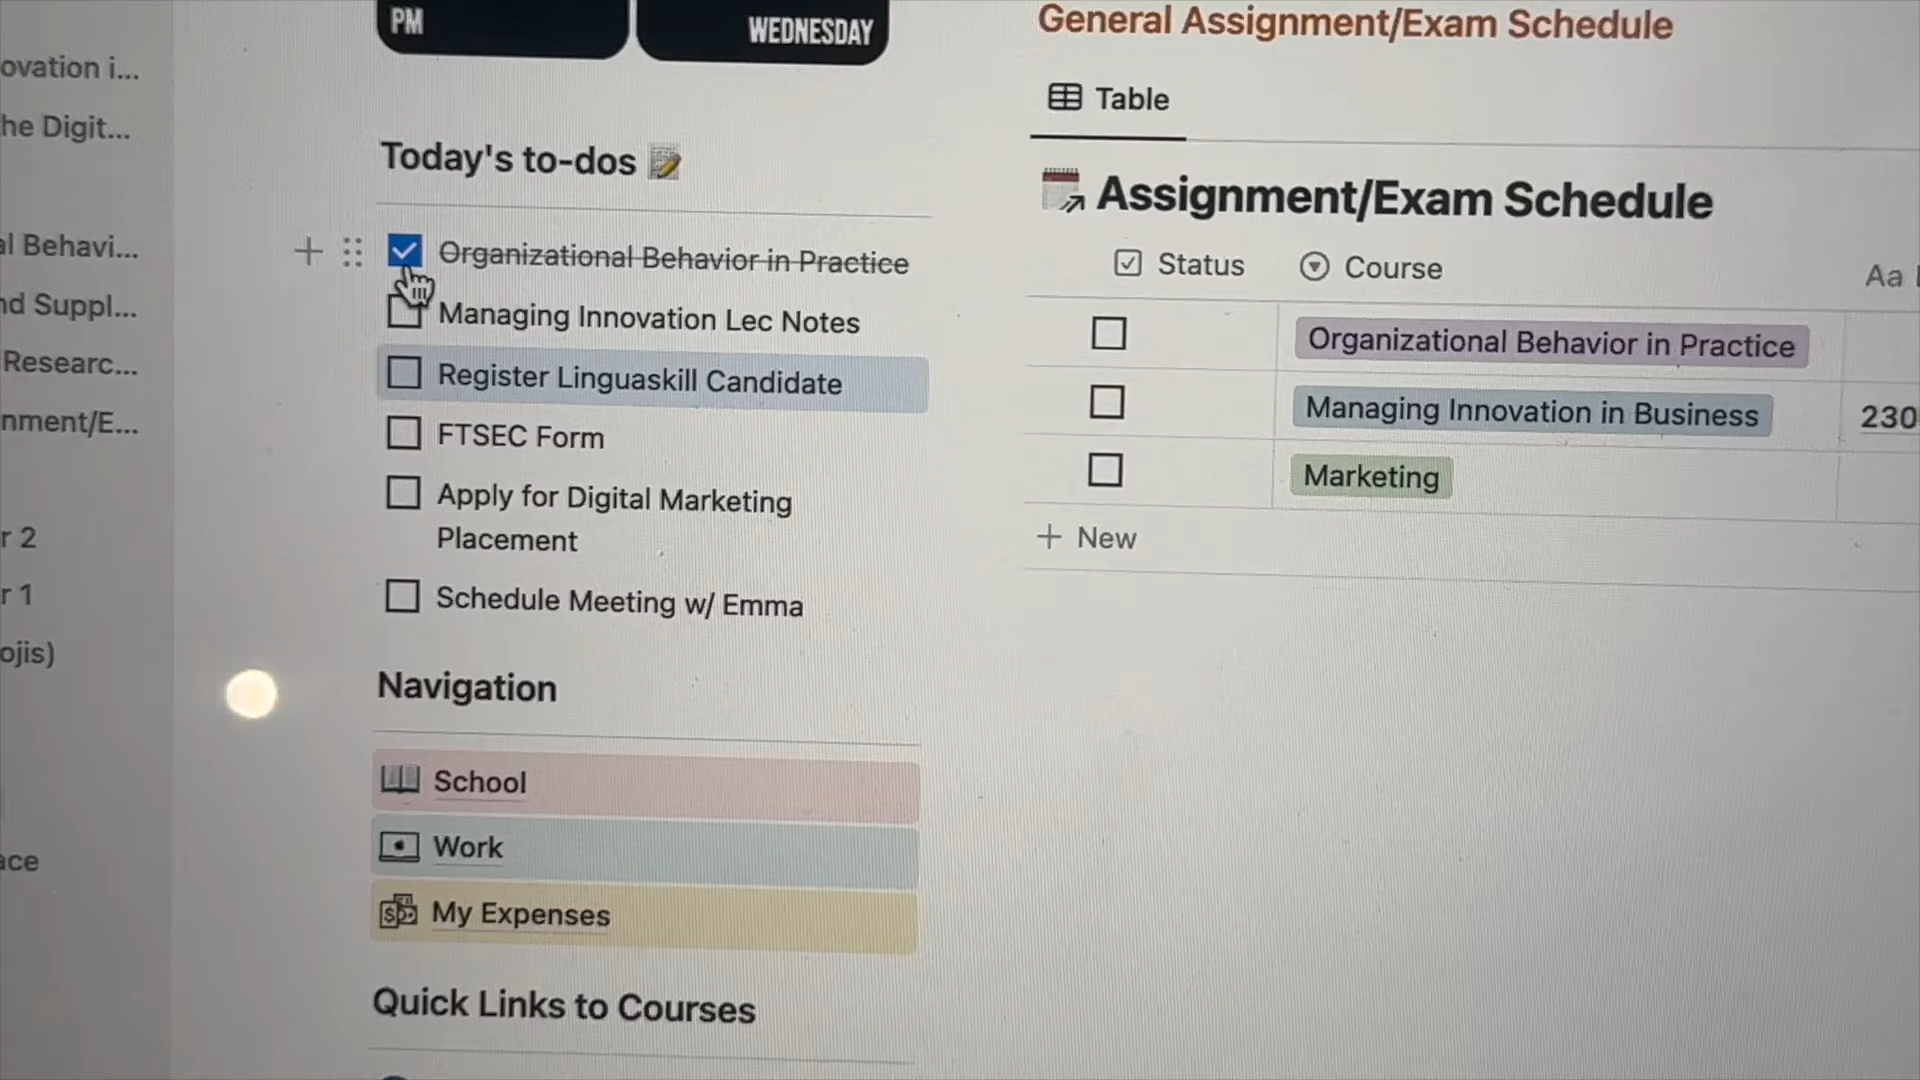 PM
WEDNESDAY
ovation i...
he Digit...
al Behavi...
nd Suppl...
Researc...
nment/E...
r 2
r 1
ojis)
ace
Today's to-dos
Organizational Behavior in Practice
Managing Innovation Lec Notes
Register Linguaskill Candidate
FTSEC Form
Apply for Digital Marketing
Placement
Schedule Meeting w/ Emma
Navigation
School
Work
My Expenses
Quick Links to Courses
General Assignment/Exam Schedule
Table
Assignment/Exam Schedule
Status Course Aa
Organizational Behavior in Practice
Managing Innovation in Business 230
Marketing
+ New